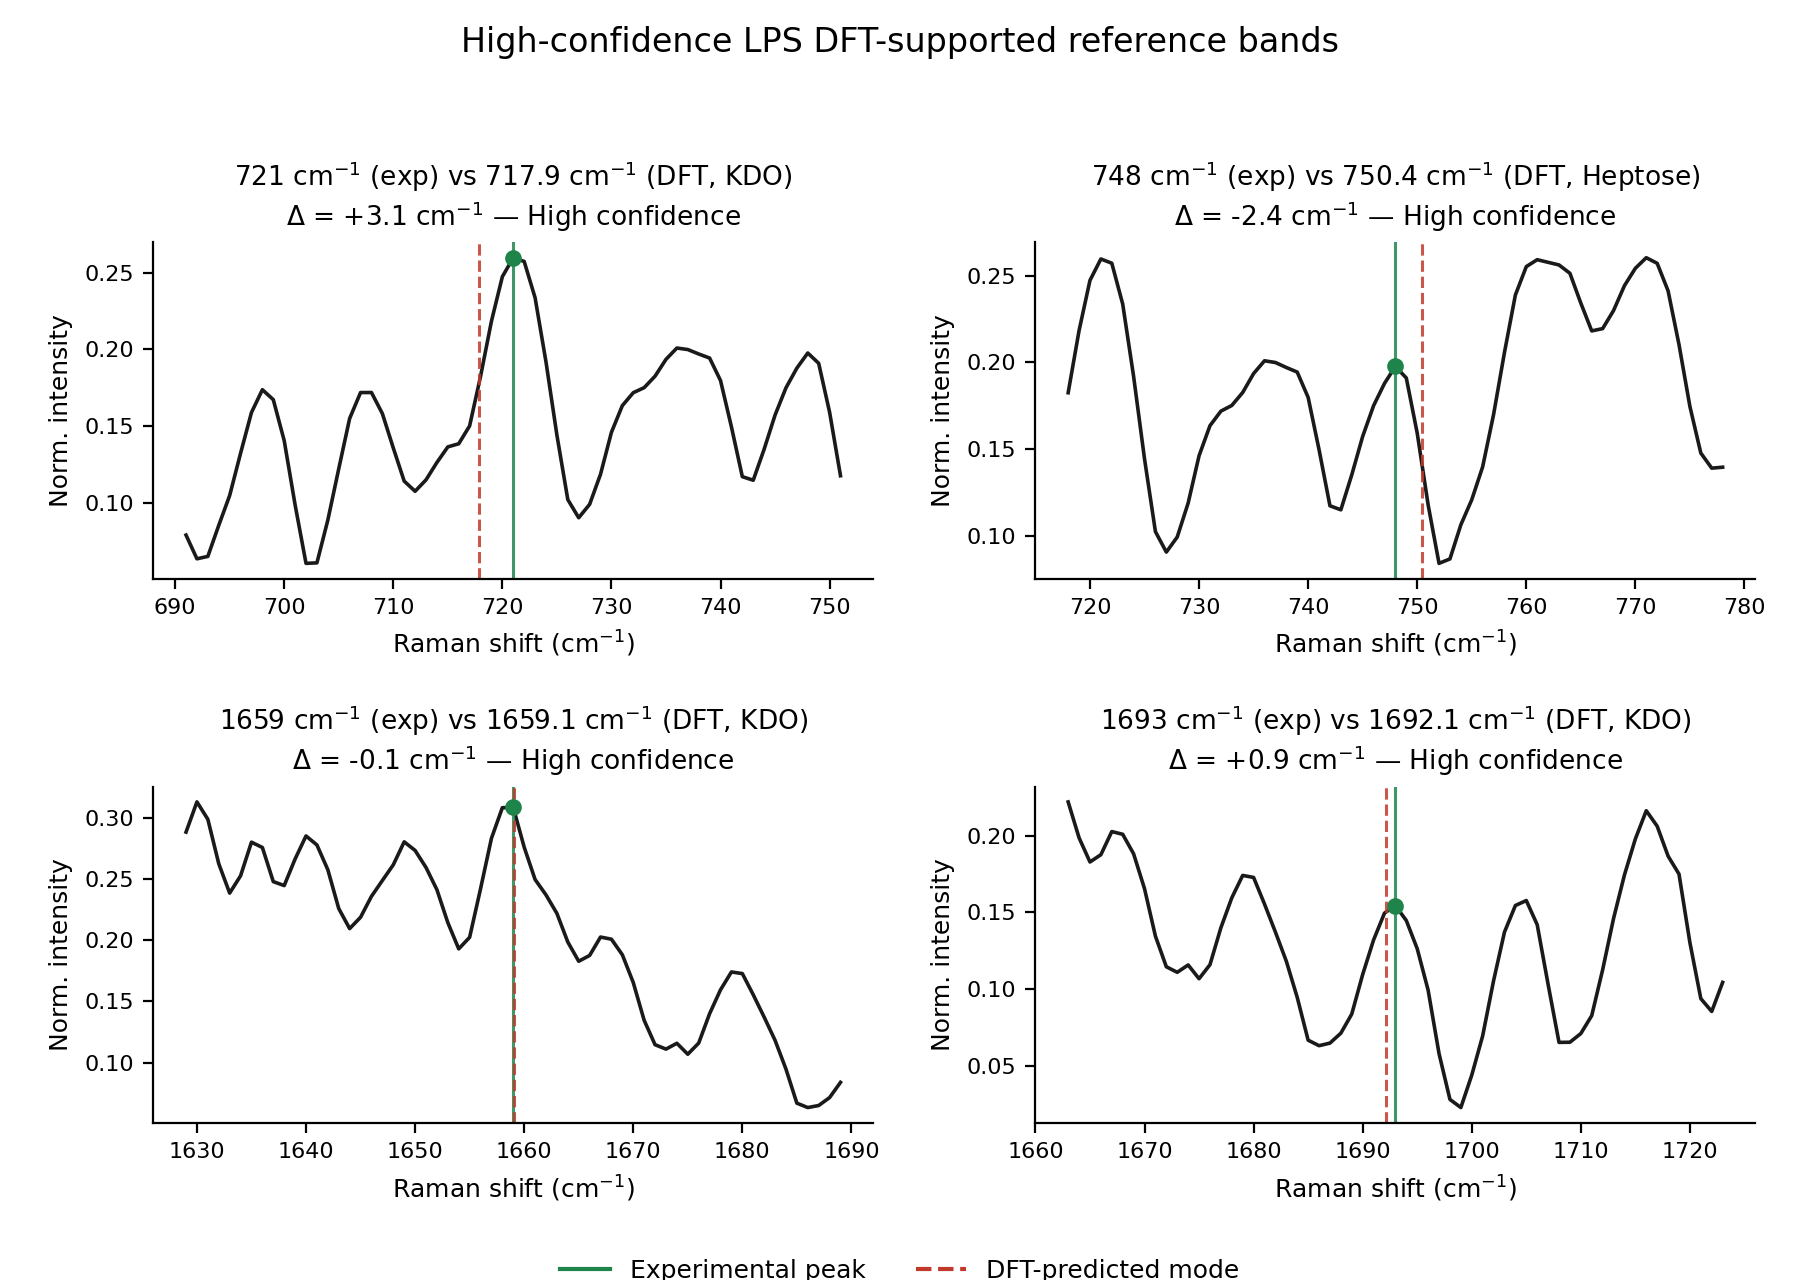 High-confidence LPS DFT-supported reference bands
721 cm⁻¹ (exp) vs 717.9 cm⁻¹ (DFT, KDO)
Δ = +3.1 cm⁻¹ — High confidence
Norm. intensity
0.25
0.20
0.15
0.10
690 700 710 720 730 740 750
Raman shift (cm⁻¹)
748 cm⁻¹ (exp) vs 750.4 cm⁻¹ (DFT, Heptose)
Δ = -2.4 cm⁻¹ — High confidence
Norm. intensity
0.25
0.20
0.15
0.10
720 730 740 750 760 770 780
Raman shift (cm⁻¹)
1659 cm⁻¹ (exp) vs 1659.1 cm⁻¹ (DFT, KDO)
Δ = -0.1 cm⁻¹ — High confidence
Norm. intensity
0.30
0.25
0.20
0.15
0.10
1630 1640 1650 1660 1670 1680 1690
Raman shift (cm⁻¹)
1693 cm⁻¹ (exp) vs 1692.1 cm⁻¹ (DFT, KDO)
Δ = +0.9 cm⁻¹ — High confidence
Norm. intensity
0.20
0.15
0.10
0.05
1660 1670 1680 1690 1700 1710 1720
Raman shift (cm⁻¹)
Experimental peak
DFT-predicted mode